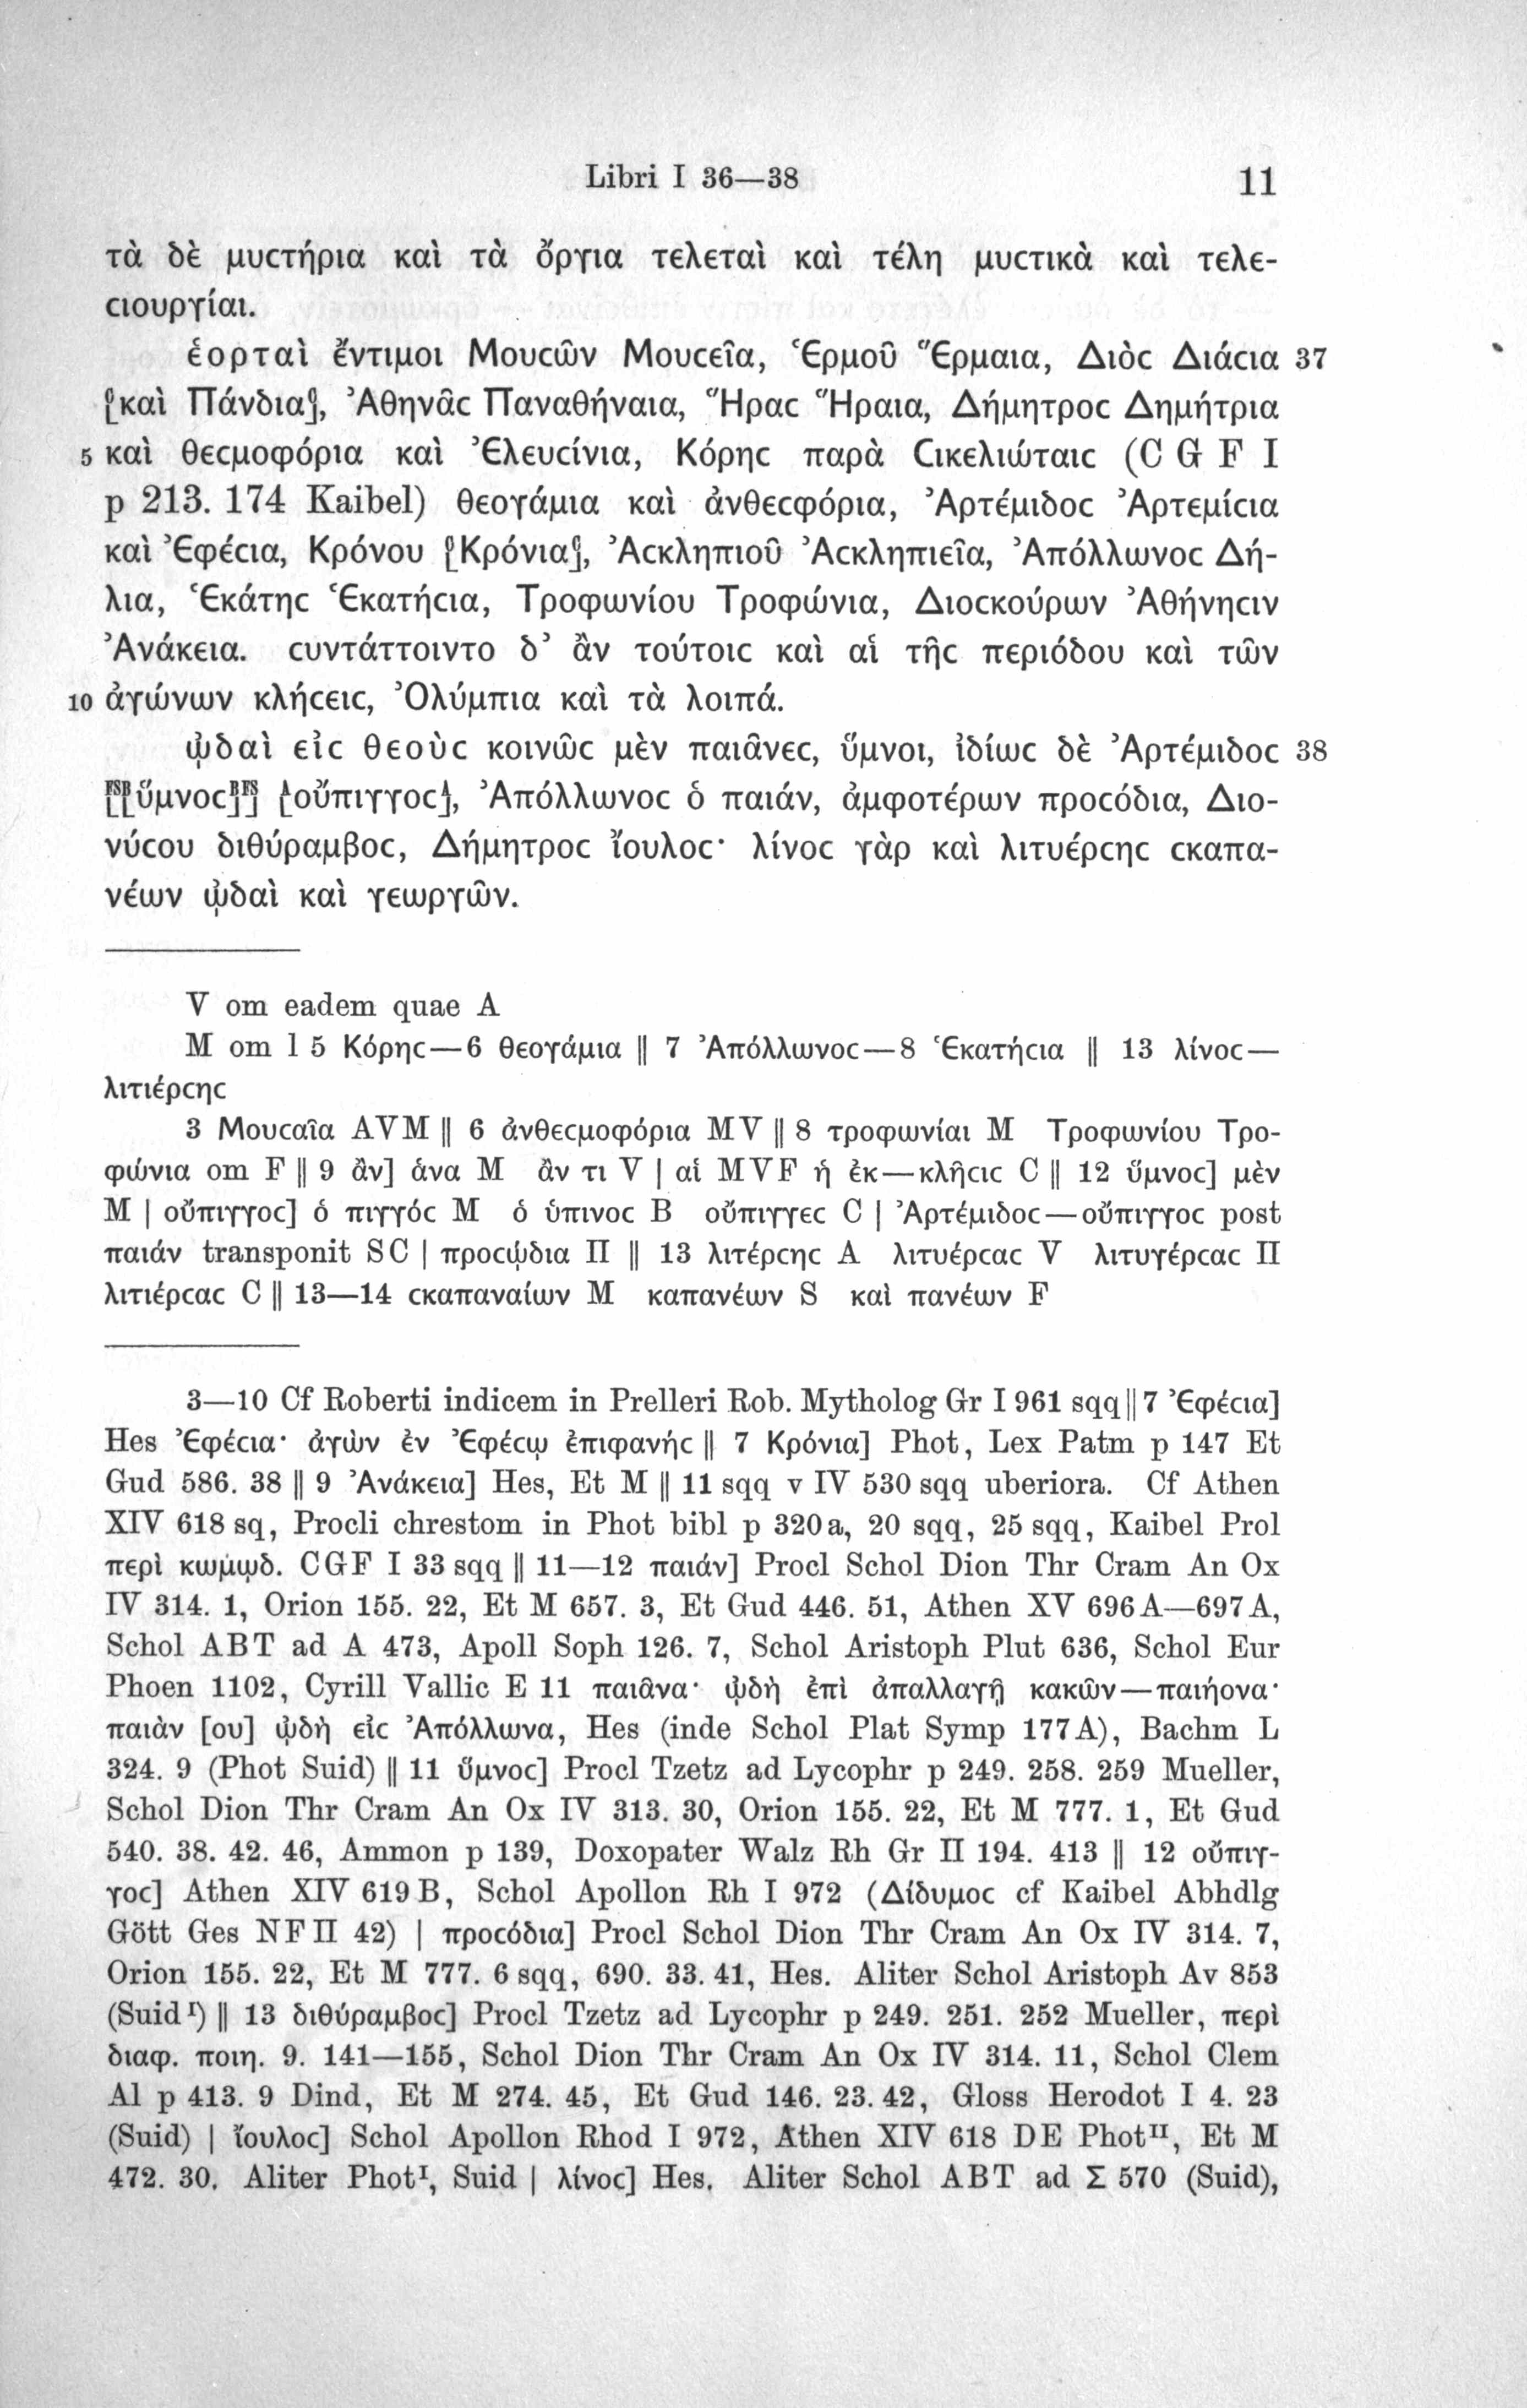 Libri I 36—38 11
τὰ δὲ μυϲτήρια καὶ τὰ ὄργια τελεταὶ καὶ τέλη μυϲτικὰ καὶ τελε-
ϲιουργίαι.
ἑορταὶ ἔντιμοι Μουϲῶν Μουϲεῖα, Ἑρμοῦ Ἕρμαια, Διὸϲ Διάϲια 37
[καὶ Πάνδια], Ἀθηνᾶϲ Παναθήναια, Ἥραϲ Ἥραια, Δήμητροϲ Δημήτρια
5 καὶ θεϲμοφόρια καὶ Ἐλευϲίνια, Κόρηϲ παρὰ Ϲικελιώταιϲ (C G F I
p 213. 174 Kaibel) θεογάμια καὶ ἀνθεϲφόρια, Ἀρτέμιδοϲ Ἀρτεμίϲια
καὶ Ἐφέϲια, Κρόνου [Κρόνια], Ἀϲκληπιοῦ Ἀϲκληπιεῖα, Ἀπόλλωνοϲ Δή-
λια, Ἑκάτηϲ Ἑκατήϲια, Τροφωνίου Τροφώνια, Διοϲκούρων Ἀθήνηϲιν
Ἀνάκεια. ϲυντάττοιντο δ’ ἂν τούτοιϲ καὶ αἱ τῆϲ περιόδου καὶ τῶν
10 ἀγώνων κλήϲειϲ, Ὀλύμπια καὶ τὰ λοιπά.
ᾠδαὶ εἰϲ θεοὺϲ κοινῶϲ μὲν παιᾶνεϲ, ὕμνοι, ἰδίωϲ δὲ Ἀρτέμιδοϲ 38
[[ὕμνοϲ]] [οὔπιγγοϲ], Ἀπόλλωνοϲ ὁ παιάν, ἀμφοτέρων προϲόδια, Διο-
νύϲου διθύραμβοϲ, Δήμητροϲ ἴουλοϲ· λίνοϲ γὰρ καὶ λιτυέρϲηϲ ϲκαπα-
νέων ᾠδαὶ καὶ γεωργῶν.
V om eadem quae A
M om l 5 Κόρηϲ—6 θεογάμια || 7 Ἀπόλλωνοϲ—8 Ἑκατήϲια || 13 λίνοϲ—
λιτιέρϲηϲ
3 Μουϲαῖα AVM || 6 ἀνθεϲμοφόρια MV || 8 τροφωνίαι M Τροφωνίου Τρο-
φώνια om F || 9 ἂν] ἁνα M ἂν τι V | αἱ MVF ἡ ἐκ—κλῆϲιϲ C || 12 ὕμνοϲ] μὲν
M | οὔπιγγοϲ] ὁ πιγγόϲ M ὁ ὑπινοϲ B οὔπιγγεϲ C | Ἀρτέμιδοϲ—οὔπιγγοϲ post
παιάν transponit SC | προϲῴδια II || 13 λιτέρϲηϲ A λιτυέρϲαϲ V λιτυγέρϲαϲ II
λιτιέρϲαϲ C || 13—14 ϲκαπαναίων M καπανέων S καὶ πανέων F
3—10 Cf Roberti indicem in Prelleri Rob. Mytholog Gr I 961 sqq || 7 Ἐφέϲια]
Hes Ἐφέϲια· ἀγὼν ἐν Ἐφέϲῳ ἐπιφανήϲ || 7 Κρόνια] Phot, Lex Patm p 147 Et
Gud 586. 38 || 9 Ἀνάκεια] Hes, Et M || 11 sqq v IV 530 sqq uberiora. Cf Athen
XIV 618 sq, Procli chrestom in Phot bibl p 320 a, 20 sqq, 25 sqq, Kaibel Prol
περὶ κωμῳδ. CGF I 33 sqq || 11—12 παιάν] Procl Schol Dion Thr Cram An Ox
IV 314. 1, Orion 155. 22, Et M 657. 3, Et Gud 446. 51, Athen XV 696 A—697 A,
Schol ABT ad A 473, Apoll Soph 126. 7, Schol Aristoph Plut 636, Schol Eur
Phoen 1102, Cyrill Vallic E 11 παιᾶνα· ᾠδὴ ἐπὶ ἀπαλλαγῇ κακῶν—παιήονα·
παιὰν [ου] ᾠδὴ εἰϲ Ἀπόλλωνα, Hes (inde Schol Plat Symp 177 A), Bachm L
324. 9 (Phot Suid) || 11 ὕμνοϲ] Procl Tzetz ad Lycophr p 249. 258. 259 Mueller,
Schol Dion Thr Cram An Ox IV 313. 30, Orion 155. 22, Et M 777. 1, Et Gud
540. 38. 42. 46, Ammon p 139, Doxopater Walz Rh Gr II 194. 413 || 12 οὔπιγ-
γοϲ] Athen XIV 619 B, Schol Apollon Rh I 972 (Δίδυμοϲ cf Kaibel Abhdlg
Gött Ges NF II 42) | προϲόδια] Procl Schol Dion Thr Cram An Ox IV 314. 7,
Orion 155. 22, Et M 777. 6 sqq, 690. 33. 41, Hes. Aliter Schol Aristoph Av 853
(Suid I) || 13 διθύραμβοϲ] Procl Tzetz ad Lycophr p 249. 251. 252 Mueller, περὶ
διαφ. ποιη. 9. 141—155, Schol Dion Thr Cram An Ox IV 314. 11, Schol Clem
Al p 413. 9 Dind, Et M 274. 45, Et Gud 146. 23. 42, Gloss Herodot I 4. 23
(Suid) | ἴουλοϲ] Schol Apollon Rhod I 972, Athen XIV 618 DE Phot II, Et M
472. 30. Aliter Phot I, Suid | λίνοϲ] Hes. Aliter Schol ABT ad Σ 570 (Suid),